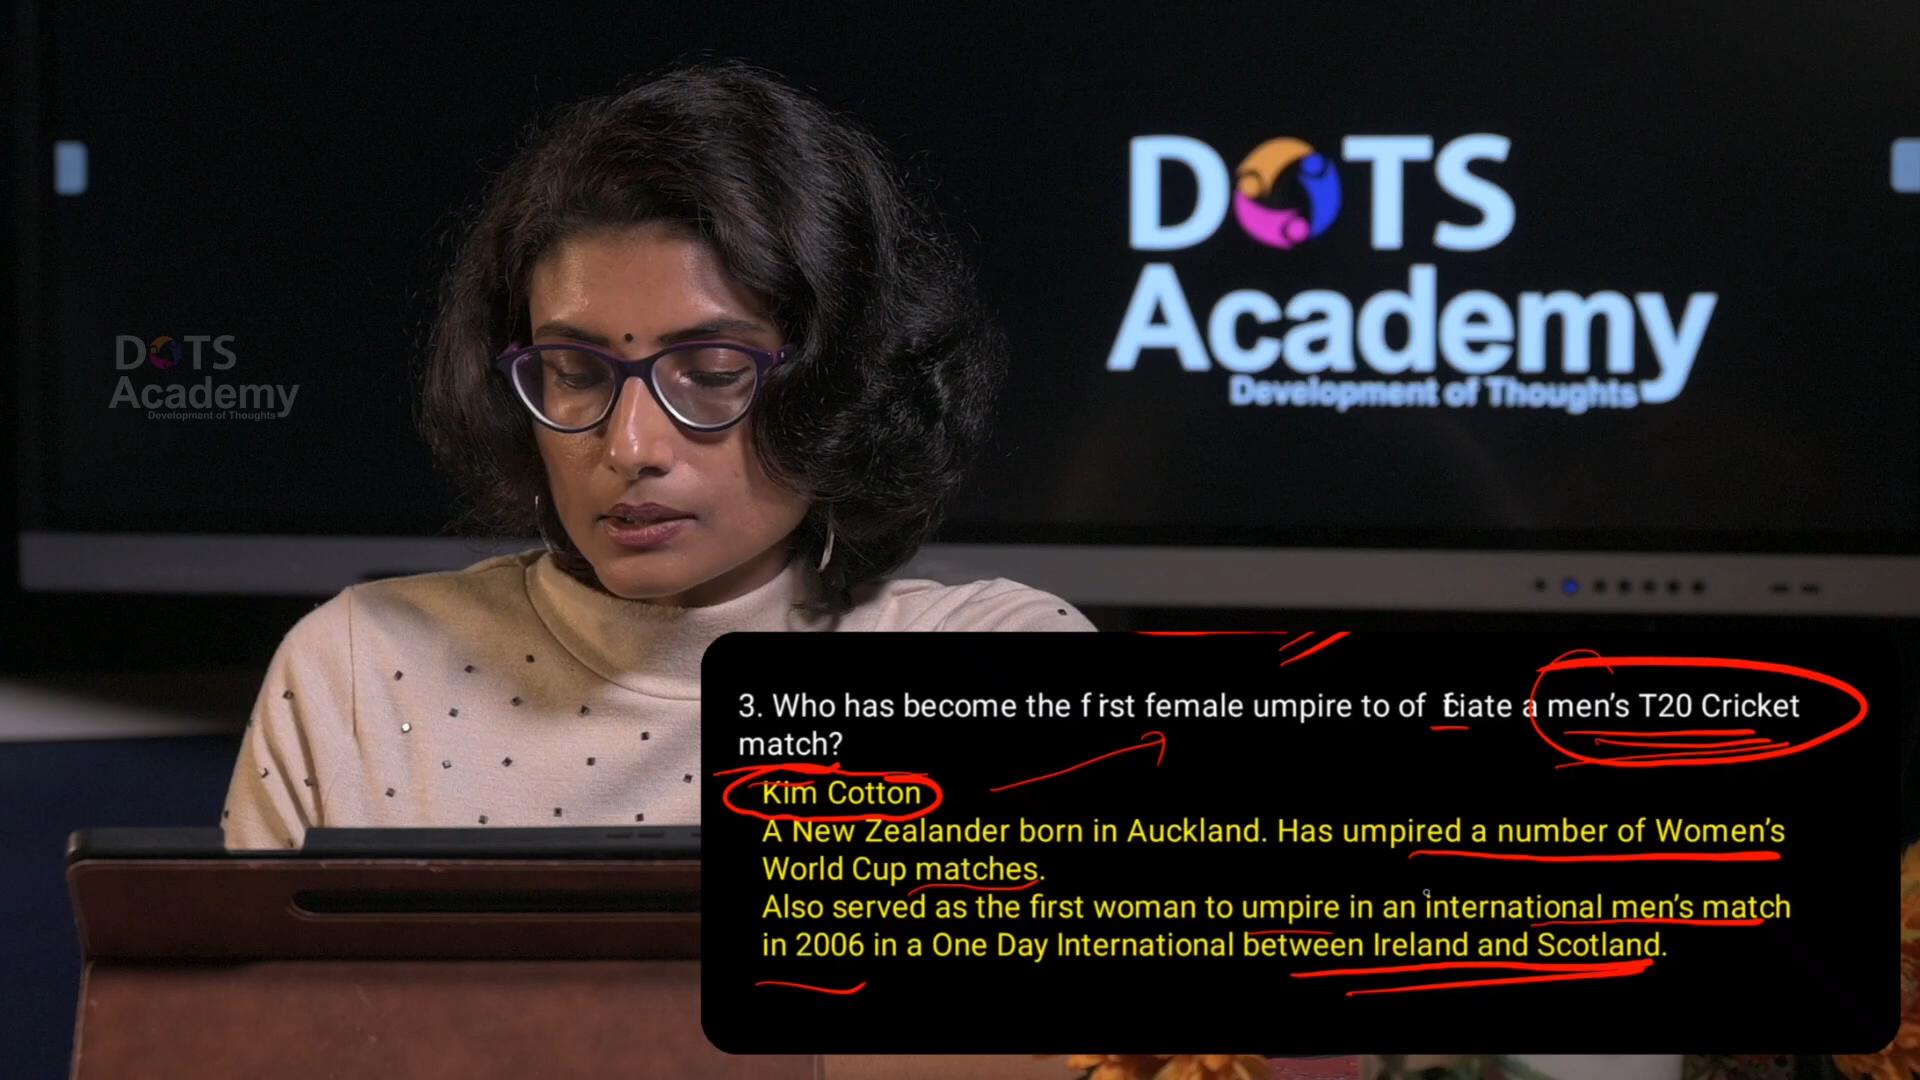 DOTS
Academy
Development of Thoughts
DOTS
Academy
Development of Thoughts
3. Who has become the first female umpire to officiate a men's T20 Cricket
match?
Kim Cotton
A New Zealander born in Auckland. Has umpired a number of Women's
World Cup matches.
Also served as the first woman to umpire in an international men's match
in 2006 in a One Day International between Ireland and Scotland.